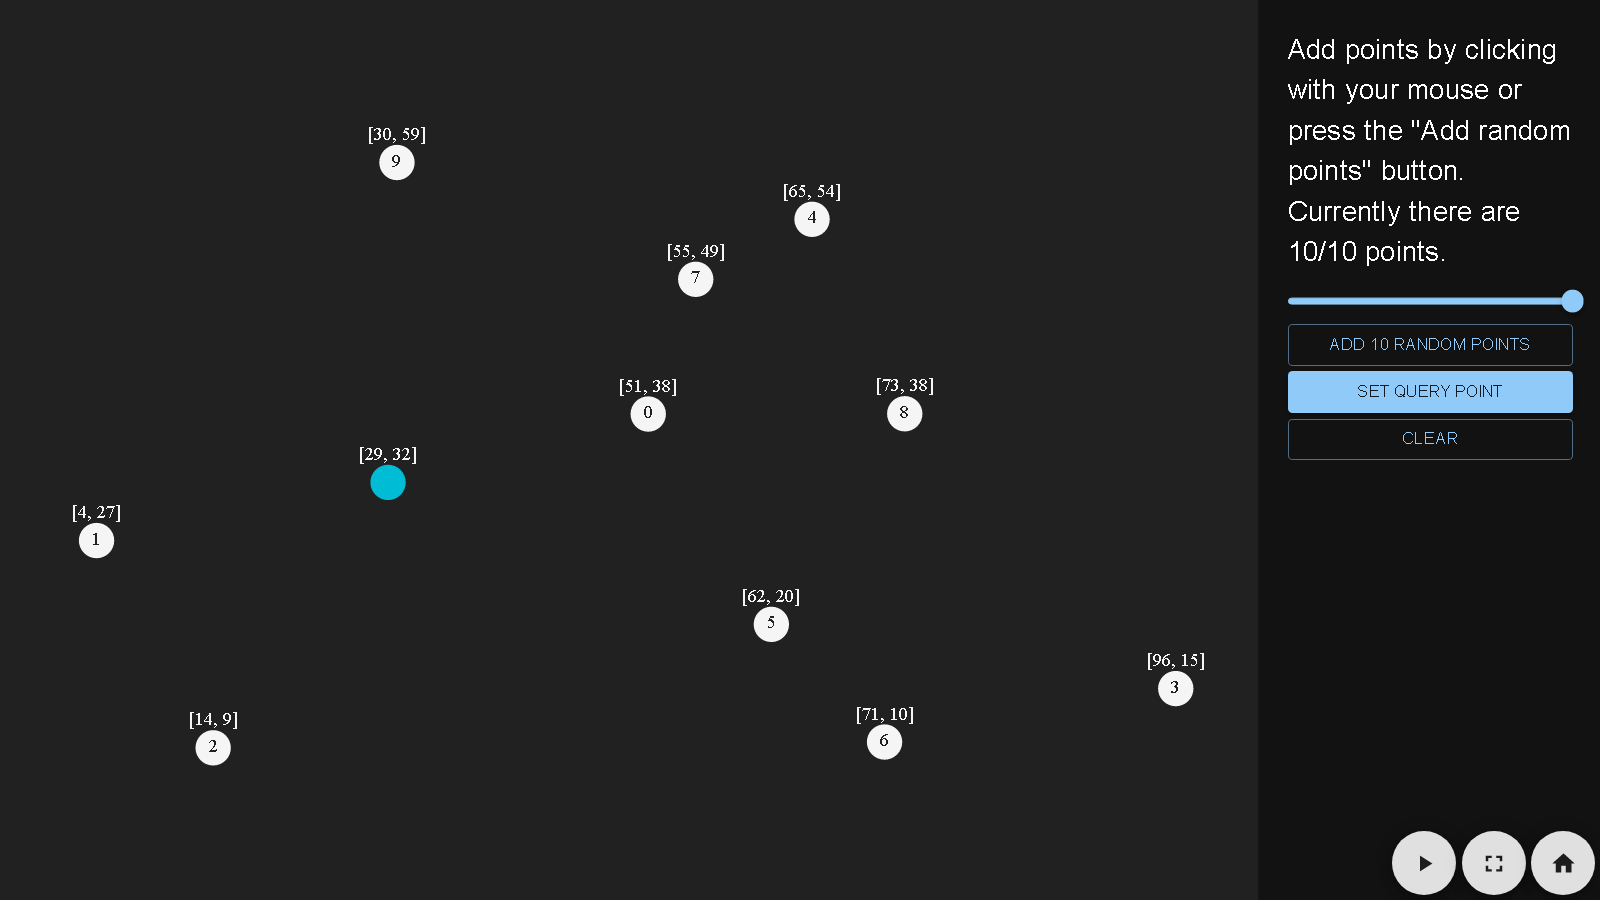 [30, 59]
9
[65, 54]
4
[55, 49]
7
[51, 38]
0
[73, 38]
8
[29, 32]
[4, 27]
1
[62, 20]
5
[96, 15]
3
[14, 9]
2
[71, 10]
6
Add points by clicking
with your mouse or
press the "Add random
points" button.
Currently there are
10/10 points.
ADD 10 RANDOM POINTS
SET QUERY POINT
CLEAR